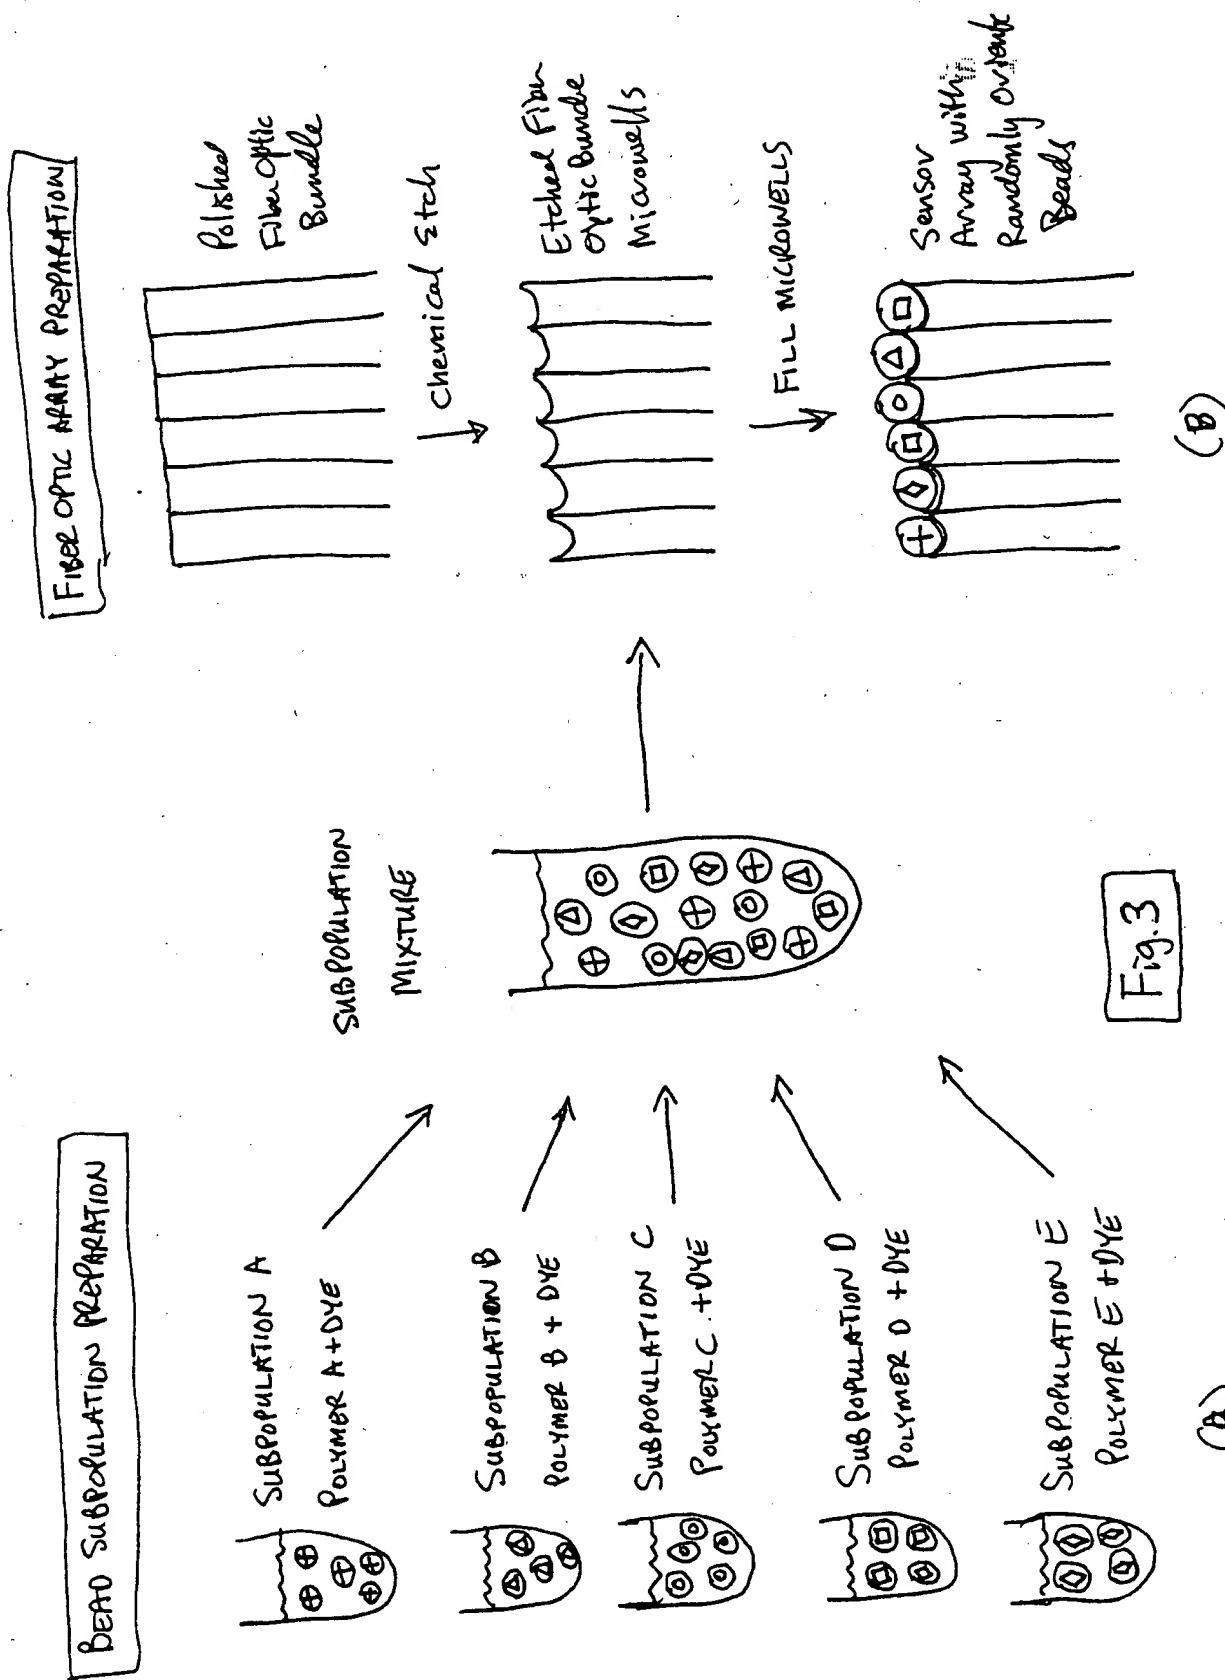 BEAD SUBPOPULATION PREPARATION
SUBPOPULATION A
POLYMER A + DYE
SUBPOPULATION B
POLYMER B + DYE
SUBPOPULATION C
POLYMER C + DYE
SUBPOPULATION D
POLYMER D + DYE
SUBPOPULATION E
POLYMER E + DYE
(A)
SUBPOPULATION
MIXTURE
Fig.3
FIBER OPTIC ARRAY PREPARATION
Polished
Fiber Optic
Bundle
Chemical Etch
Etched Fiber
Optic Bundle
Microwells
FILL MICROWELLS
Sensor
Array with
Randomly
Beads
(B)